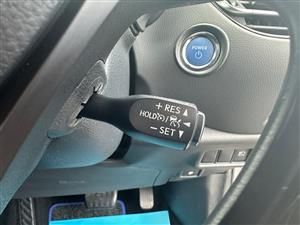 POWER
+ RES ▲
HOLD / ◄
− SET ▼